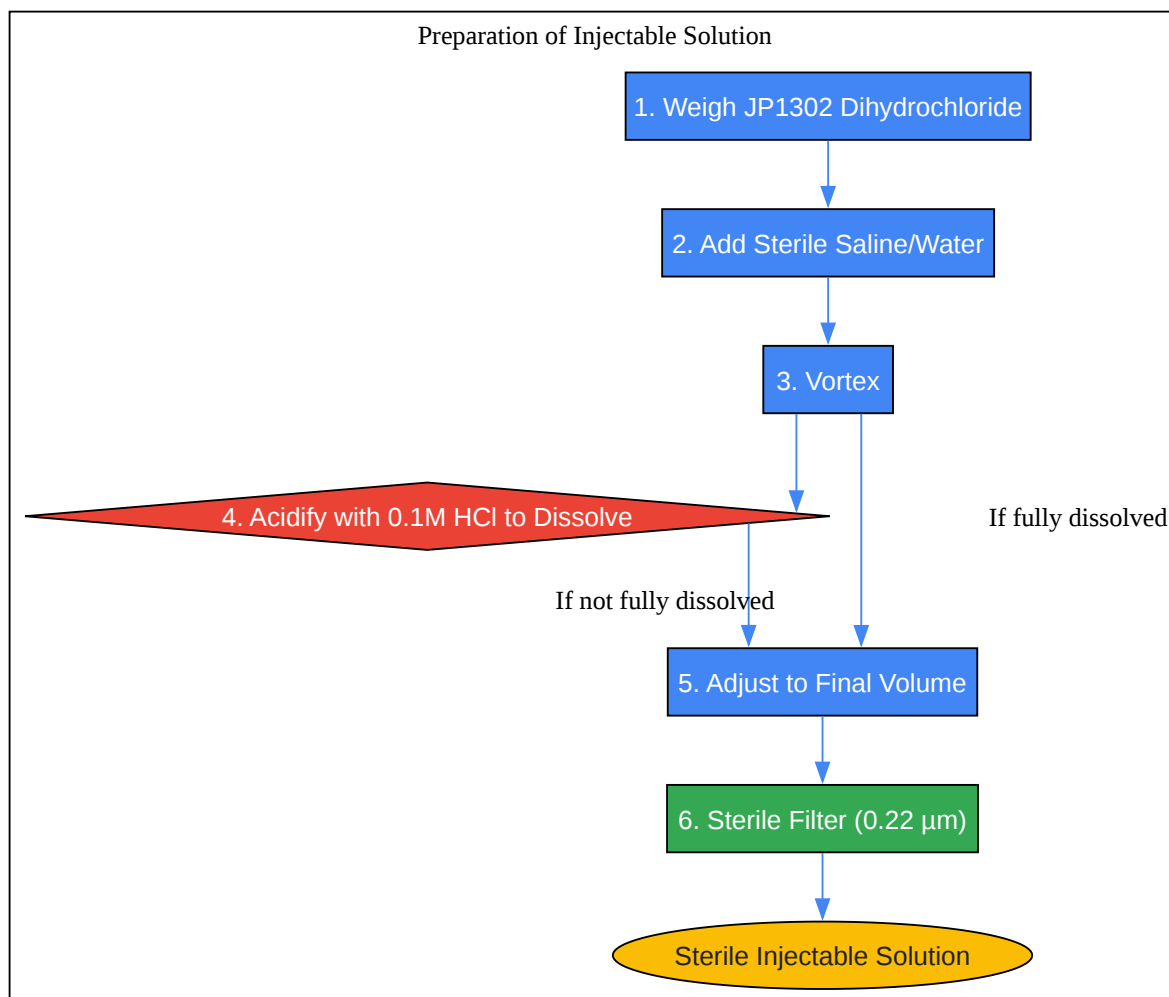 Preparation of Injectable Solution
1. Weigh JP1302 Dihydrochloride
2. Add Sterile Saline/Water
3. Vortex
4. Acidify with 0.1M HCl to Dissolve
If fully dissolved
If not fully dissolved
5. Adjust to Final Volume
6. Sterile Filter (0.22 µm)
Sterile Injectable Solution